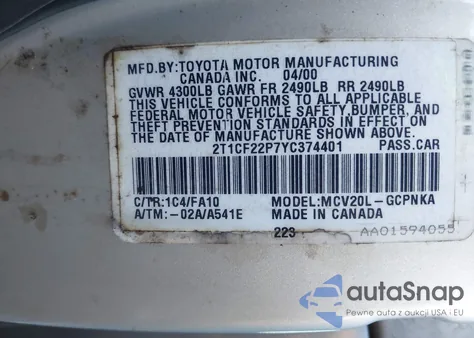 MFD.BY:TOYOTA MOTOR MANUFACTURING
CANADA INC. 04/00
GVWR 4300LB GAWR FR 2490LB RR 2490LB
THIS VEHICLE CONFORMS TO ALL APPLICABLE
FEDERAL MOTOR VEHICLE SAFETY,BUMPER, AND
THEFT PREVENTION STANDARDS IN EFFECT ON
THE DATE OF MANUFACTURE SHOWN ABOVE.
2T1CF22P7YC374401 PASS.CAR
C/TR:1C4/FA10 MODEL:MCV20L-GCPNKA
A/TM:-02A/A541E MADE IN CANADA
223 AA01594055
autoSnap
Pewne auta z aukcji USA i EU